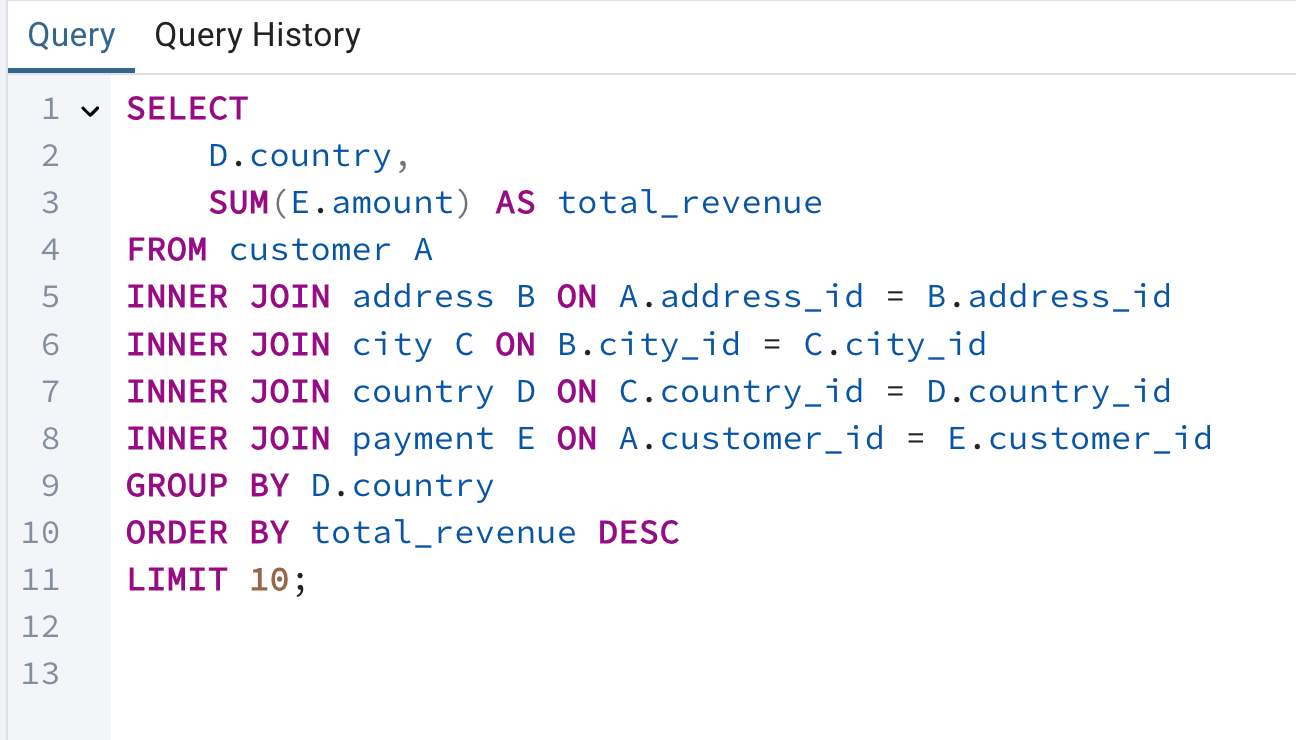 Query Query History
1 SELECT
2 D.country,
3 SUM(E.amount) AS total_revenue
4 FROM customer A
5 INNER JOIN address B ON A.address_id = B.address_id
6 INNER JOIN city C ON B.city_id = C.city_id
7 INNER JOIN country D ON C.country_id = D.country_id
8 INNER JOIN payment E ON A.customer_id = E.customer_id
9 GROUP BY D.country
10 ORDER BY total_revenue DESC
11 LIMIT 10;
12
13